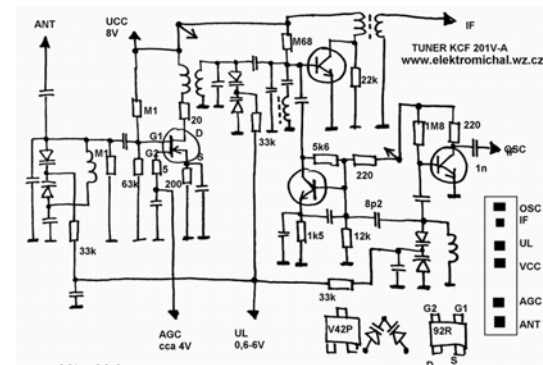 ANT
UCC
8V
IF
M68
TUNER KCF 201V-A
www.elektromichal.wz.cz
22k
M1
20
D
G1
G2
S
5
200
63k
M1
33k
33k
5k6
220
1M8
220
OSC
1n
8p2
1k5
12k
33k
33k
AGC
cca 4V
UL
0,6-6V
OSC
IF
UL
VCC
AGC
ANT
V42P
G2
G1
92R
D
S